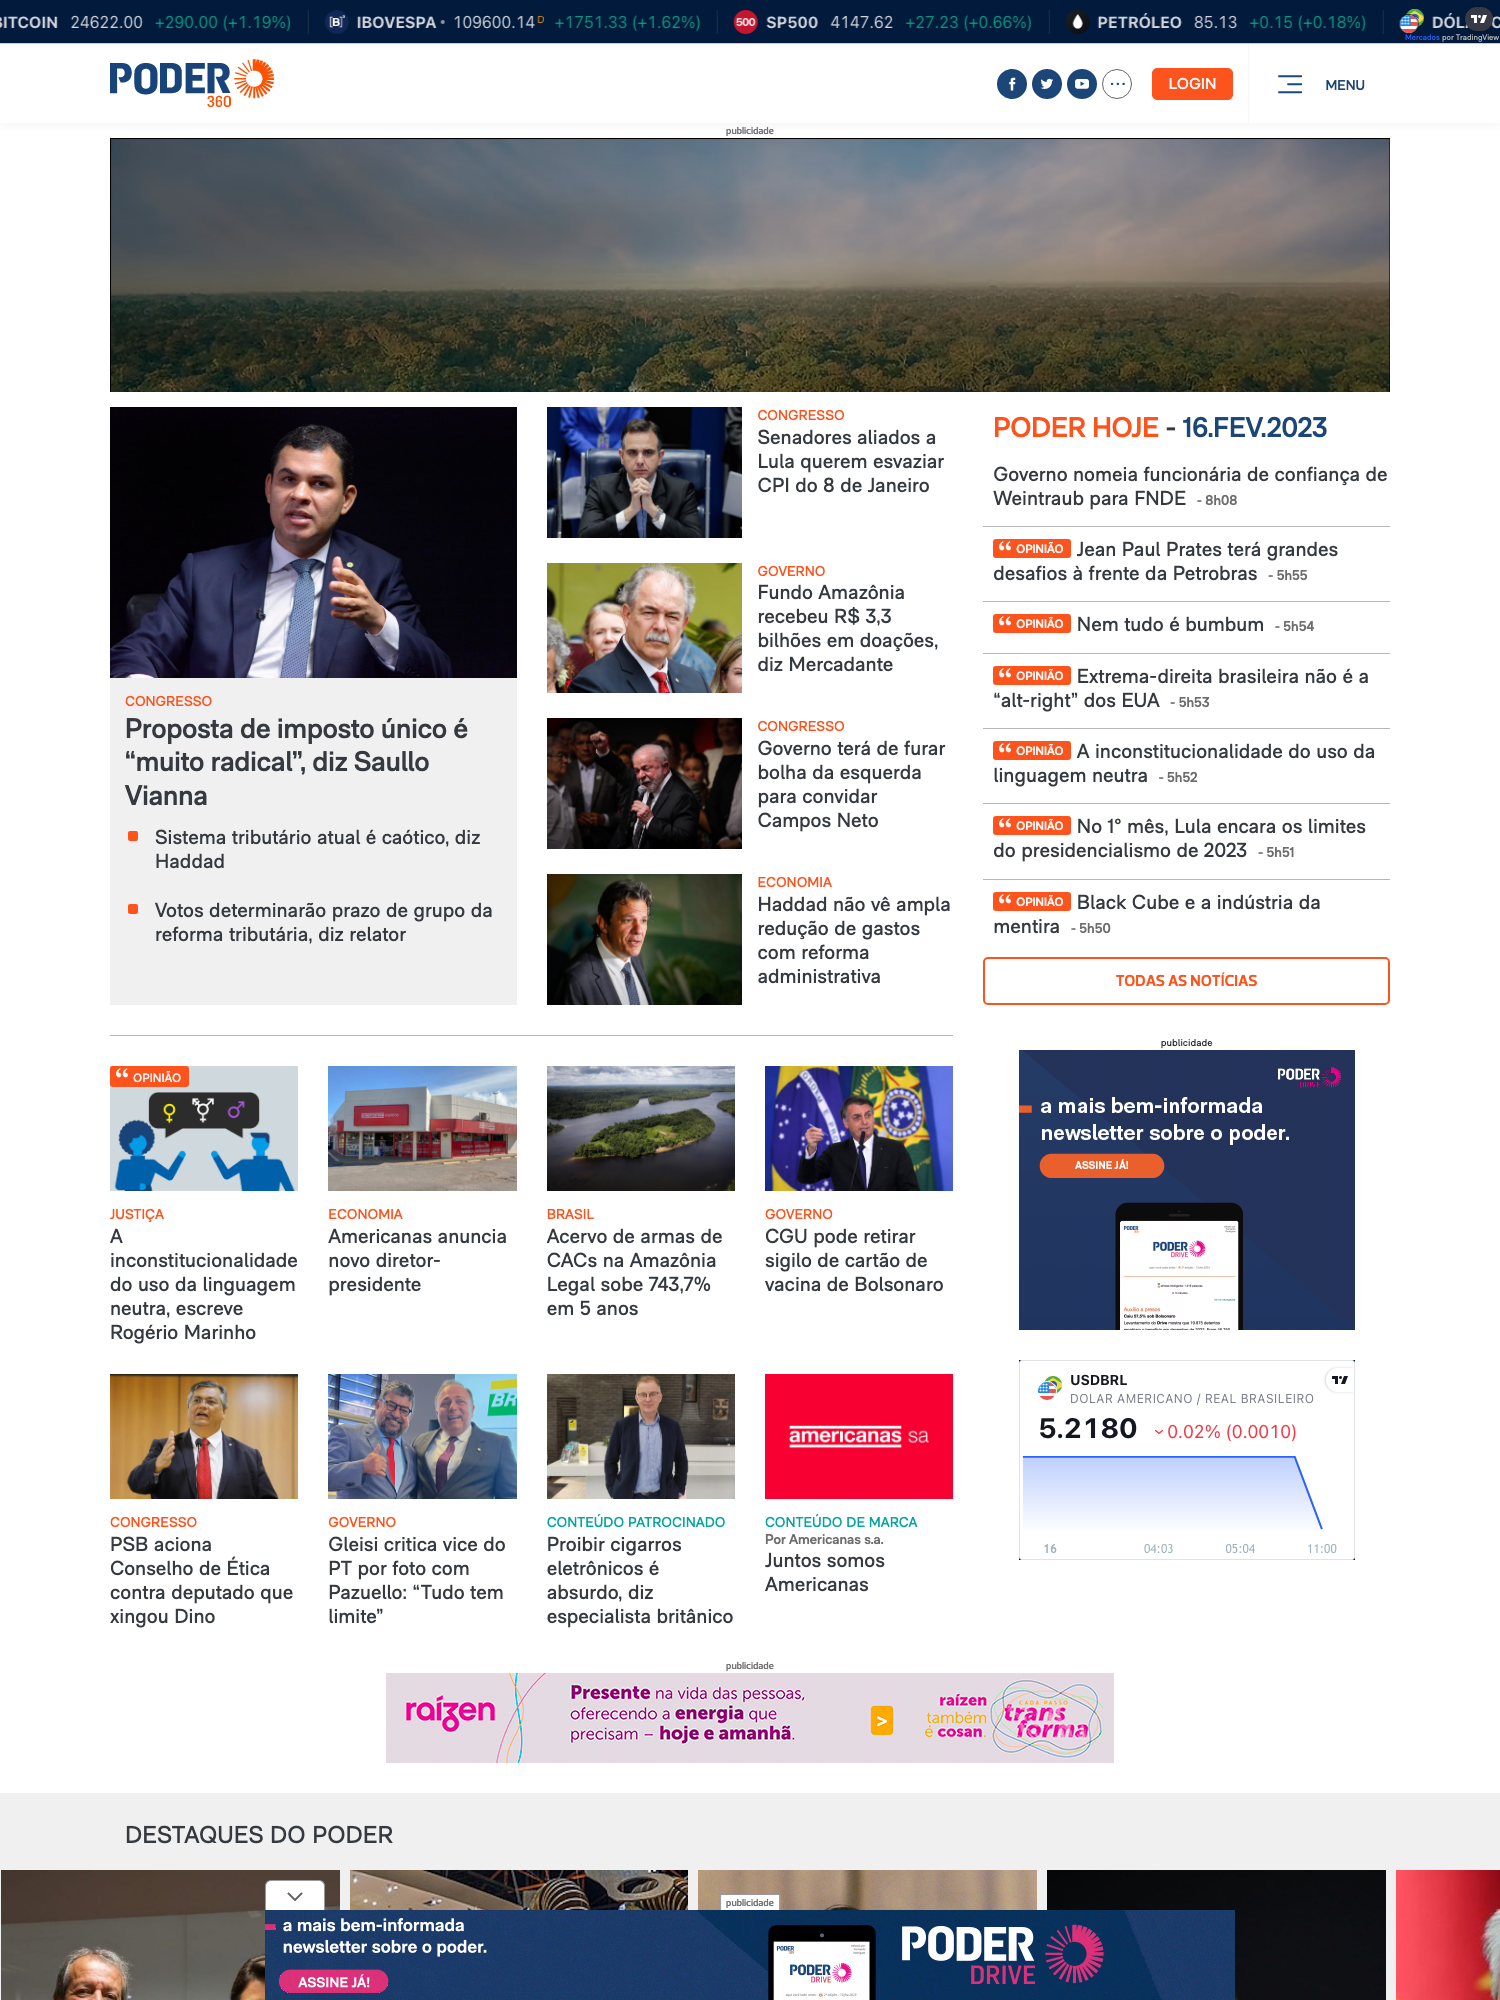 BITCOIN 24622.00 +290.00 (+1.19%) IBOVESPA 109600.14 D +1751.33 (+1.62%) 500 SP500 4147.62 +27.23 (+0.66%) PETRÓLEO 85.13 +0.15 (+0.18%)
Mercados por TradingView
PODER
360
LOGIN
MENU
publicidade
CONGRESSO
Proposta de imposto único é
“muito radical”, diz Saullo
Vianna
Sistema tributário atual é caótico, diz
Haddad
Votos determinarão prazo de grupo da
reforma tributária, diz relator
CONGRESSO
Senadores aliados a
Lula querem esvaziar
CPI do 8 de Janeiro
GOVERNO
Fundo Amazônia
recebeu R$ 3,3
bilhões em doações,
diz Mercadante
CONGRESSO
Governo terá de furar
bolha da esquerda
para convidar
Campos Neto
ECONOMIA
Haddad não vê ampla
redução de gastos
com reforma
administrativa
PODER HOJE - 16.FEV.2023
Governo nomeia funcionária de confiança de
Weintraub para FNDE - 8h08
“ OPINIÃO Jean Paul Prates terá grandes
desafios à frente da Petrobras - 5h55
“ OPINIÃO Nem tudo é bumbum - 5h54
“ OPINIÃO Extrema-direita brasileira não é a
“alt-right” dos EUA - 5h53
“ OPINIÃO A inconstitucionalidade do uso da
linguagem neutra - 5h52
“ OPINIÃO No 1º mês, Lula encara os limites
do presidencialismo de 2023 - 5h51
“ OPINIÃO Black Cube e a indústria da
mentira - 5h50
TODAS AS NOTÍCIAS
“ OPINIÃO
JUSTIÇA
A
inconstitucionalidade
do uso da linguagem
neutra, escreve
Rogério Marinho
ECONOMIA
Americanas anuncia
novo diretor-
presidente
BRASIL
Acervo de armas de
CACs na Amazônia
Legal sobe 743,7%
em 5 anos
GOVERNO
CGU pode retirar
sigilo de cartão de
vacina de Bolsonaro
publicidade
PODER
DRIVE
a mais bem-informada
newsletter sobre o poder.
ASSINE JÁ!
PODER
DRIVE
USDBRL
DOLAR AMERICANO / REAL BRASILEIRO
5.2180 0.02% (0.0010)
16 04:03 05:04 11:00
CONGRESSO
PSB aciona
Conselho de Ética
contra deputado que
xingou Dino
BR
GOVERNO
Gleisi critica vice do
PT por foto com
Pazuello: “Tudo tem
limite”
CONTEÚDO PATROCINADO
Proibir cigarros
eletrônicos é
absurdo, diz
especialista britânico
americanas sa
CONTEÚDO DE MARCA
Por Americanas s.a.
Juntos somos
Americanas
publicidade
raízen
Presente na vida das pessoas,
oferecendo a energia que
precisam – hoje e amanhã.
>
raízen
também
é cosan.
CADA PASSO
trans
forma
DESTAQUES DO PODER
publicidade
a mais bem-informada
newsletter sobre o poder.
ASSINE JÁ!
PODER
DRIVE
PODER
DRIVE